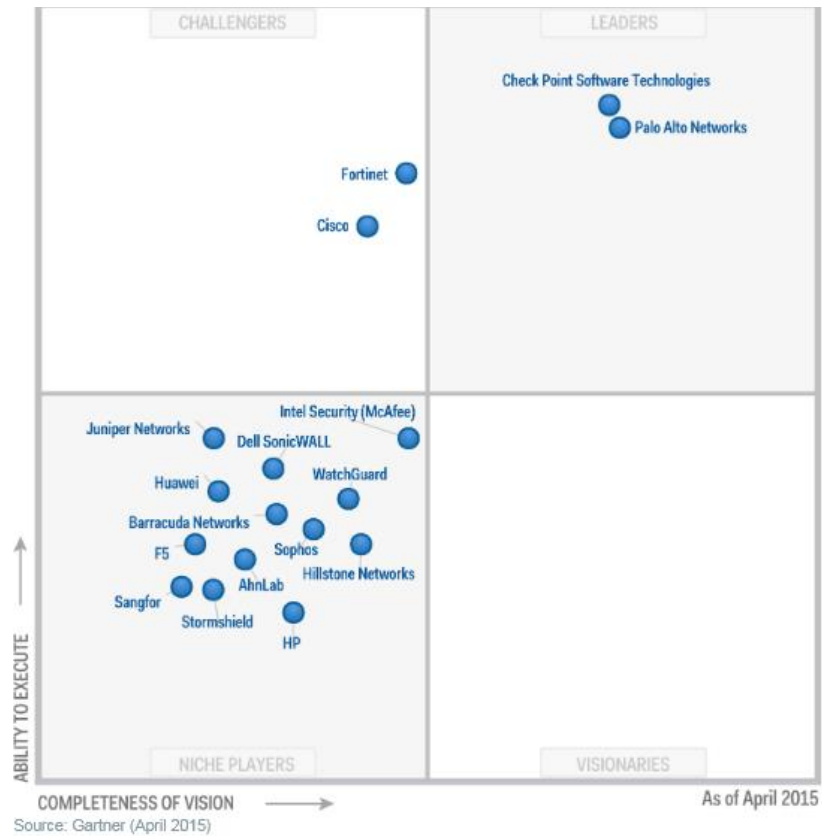 CHALLENGERS
LEADERS
Check Point Software Technologies
Palo Alto Networks
Fortinet
Cisco
Intel Security (McAfee)
Juniper Networks
Dell SonicWALL
WatchGuard
Huawei
Barracuda Networks
Sophos
F5
Hillstone Networks
AhnLab
Sangfor
Stormshield
HP
ABILITY TO EXECUTE
NICHE PLAYERS
VISIONARIES
COMPLETENESS OF VISION
As of April 2015
Source: Gartner (April 2015)